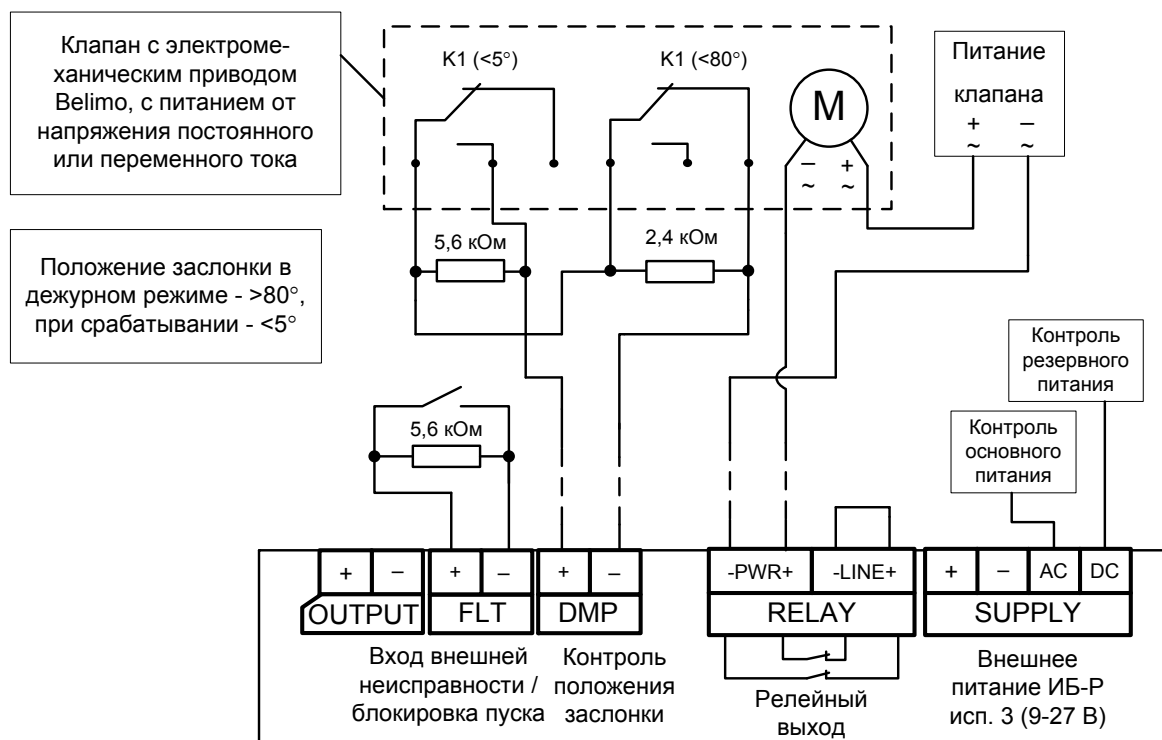 Клапан с электроме-
ханическим приводом
Belimo, с питанием от
напряжения постоянного
или переменного тока
K1 (<5°)
K1 (<80°)
M
– +
~ ~
Питание
клапана
+ –
~ ~
Положение заслонки в
дежурном режиме - >80°,
при срабатывании - <5°
5,6 кОм
2,4 кОм
5,6 кОм
Контроль
резервного
питания
Контроль
основного
питания
+ –
OUTPUT
+ –
FLT
+ –
DMP
-PWR+ -LINE+
RELAY
+ – AC DC
SUPPLY
Вход внешней
неисправности /
блокировка пуска
Контроль
положения
заслонки
Релейный
выход
Внешнее
питание ИБ-Р
исп. 3 (9-27 В)